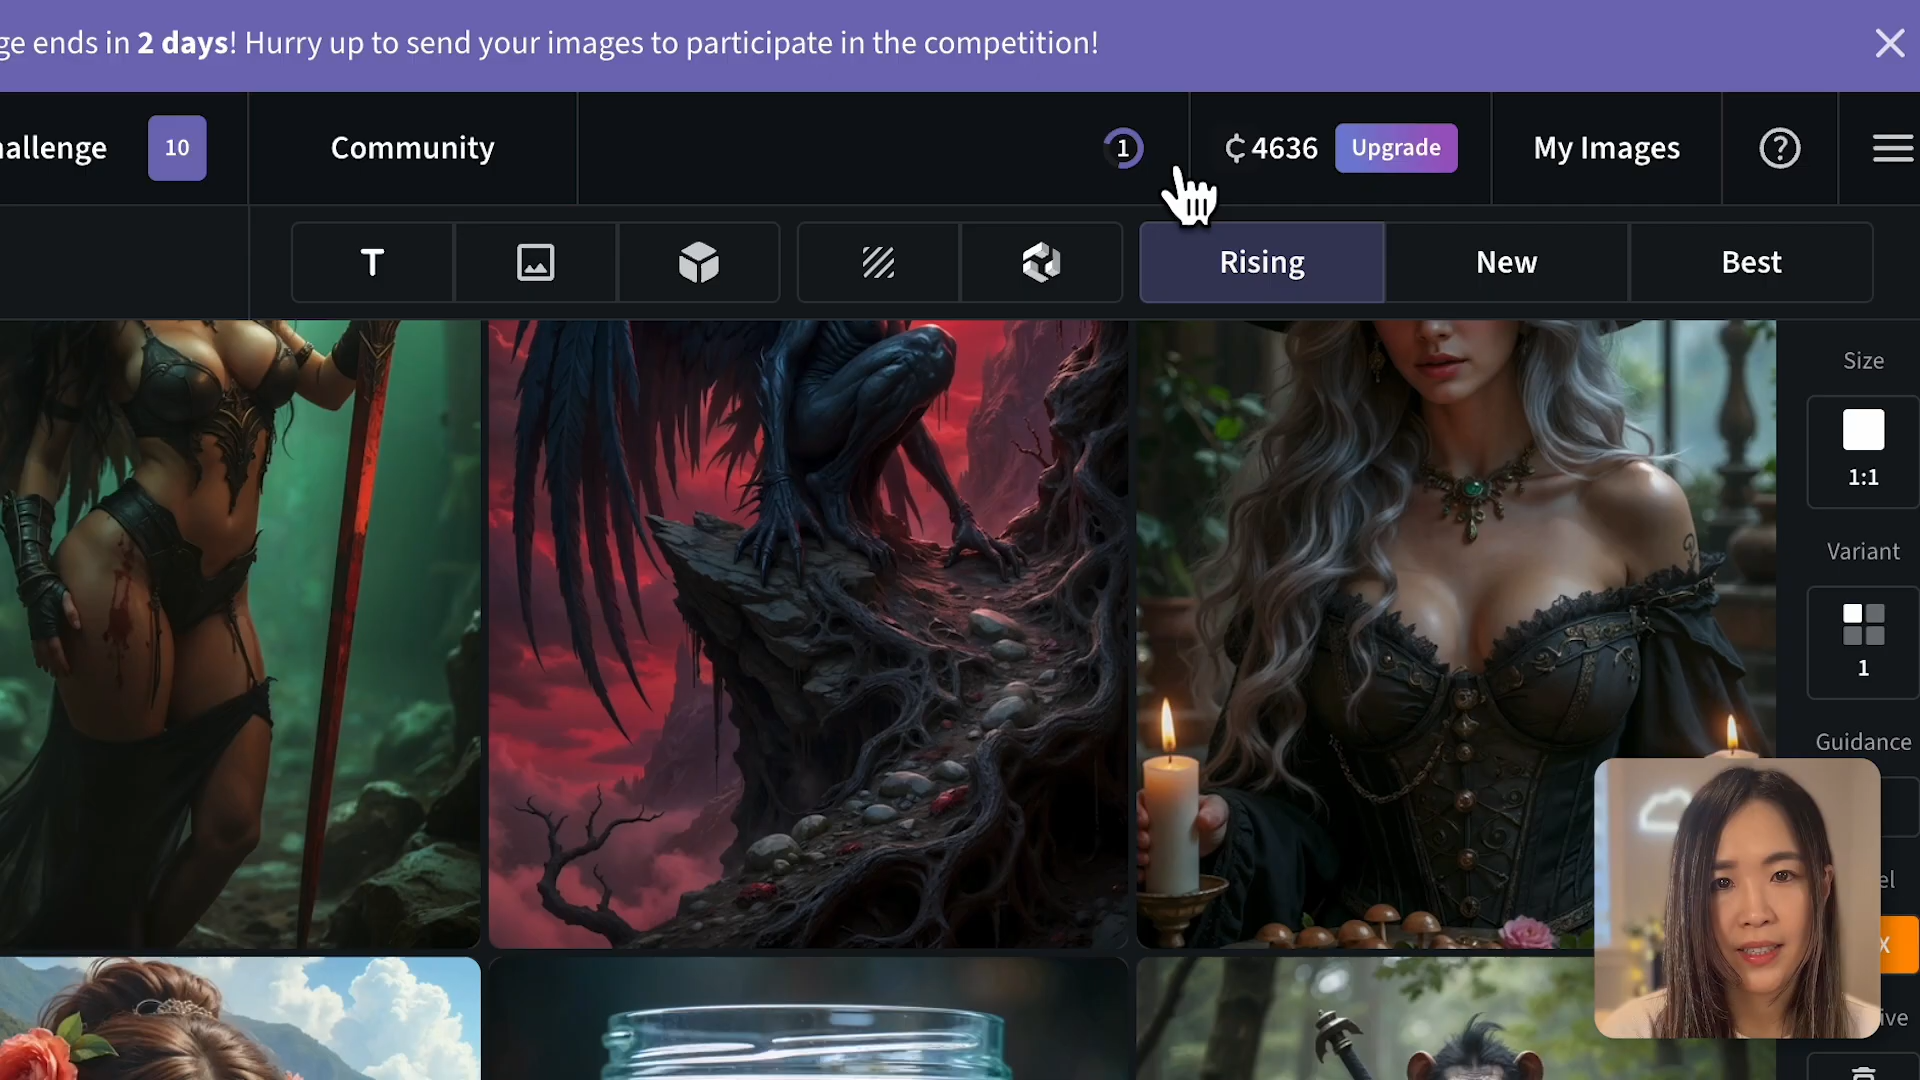 ge ends in 2 days! Hurry up to send your images to participate in the competition!
hallenge 10 Community 1 ₵ 4636 Upgrade My Images ?
T Rising New Best
Size
1:1
Variant
1
Guidance
el
X
ive